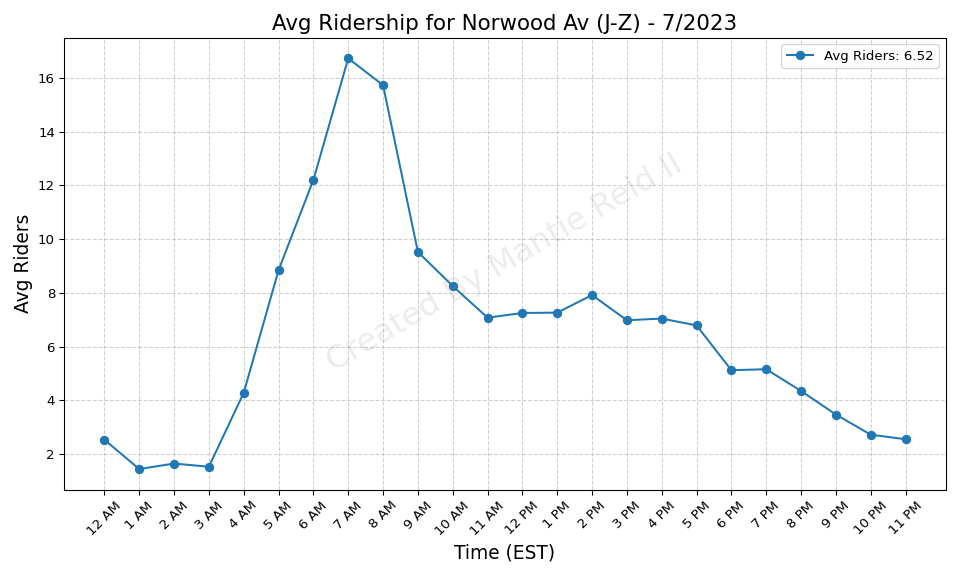 Avg Ridership for Norwood Av (J-Z) - 7/2023
Avg Riders: 6.52
Avg Riders
16
14
12
10
8
6
4
2
Created By Mantie Reid II
12 AM
1 AM
2 AM
3 AM
4 AM
5 AM
6 AM
7 AM
8 AM
9 AM
10 AM
11 AM
12 PM
1 PM
2 PM
3 PM
4 PM
5 PM
6 PM
7 PM
8 PM
9 PM
10 PM
11 PM
Time (EST)